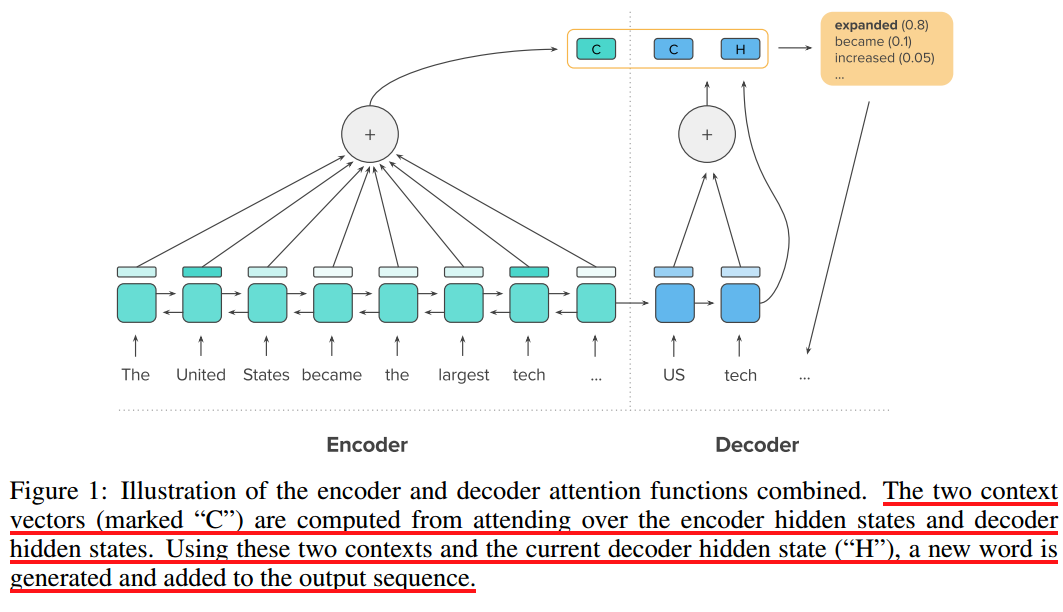 C C H
expanded (0.8)
became (0.1)
increased (0.05)
...
+ +
The United States became the largest tech ... US tech ...
Encoder Decoder
Figure 1: Illustration of the encoder and decoder attention functions combined. The two context
vectors (marked “C”) are computed from attending over the encoder hidden states and decoder
hidden states. Using these two contexts and the current decoder hidden state (“H”), a new word is
generated and added to the output sequence.